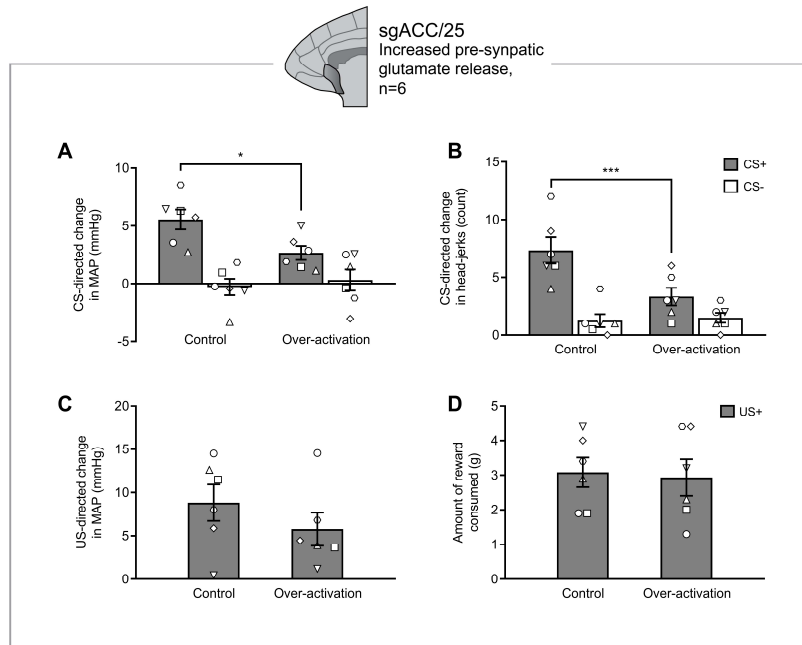 sgACC/25
Increased pre-synpatic
glutamate release,
n=6
A
CS-directed change
in MAP (mmHg)
10
5
0
-5
*
Control
Over-activation
B
CS-directed change
in head-jerks (count)
15
10
5
0
***
CS+
CS-
Control
Over-activation
C
US-directed change
in MAP (mmHg)
20
15
10
5
0
Control
Over-activation
D
Amount of reward
consumed (g)
5
4
3
2
1
0
US+
Control
Over-activation